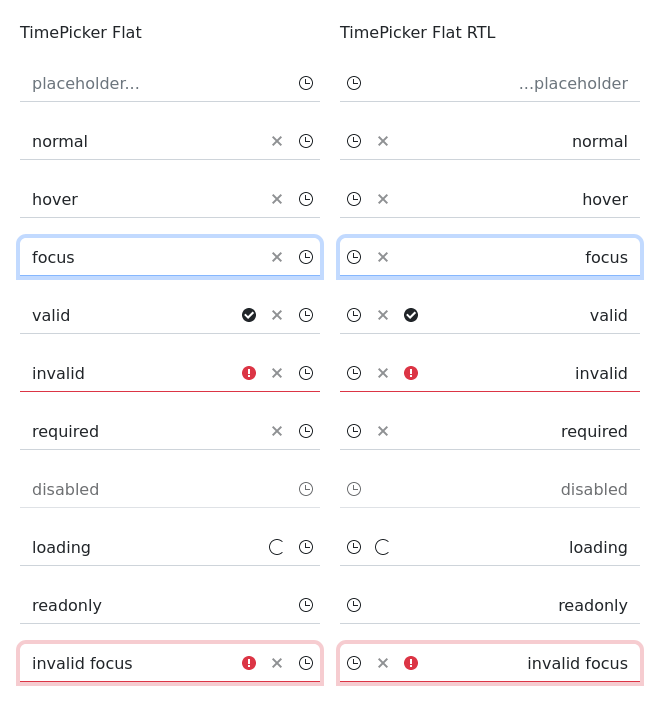 TimePicker Flat
placeholder...
normal
hover
focus
valid
invalid
required
disabled
loading
readonly
invalid focus
TimePicker Flat RTL
...placeholder
normal
hover
focus
valid
invalid
required
disabled
loading
readonly
invalid focus